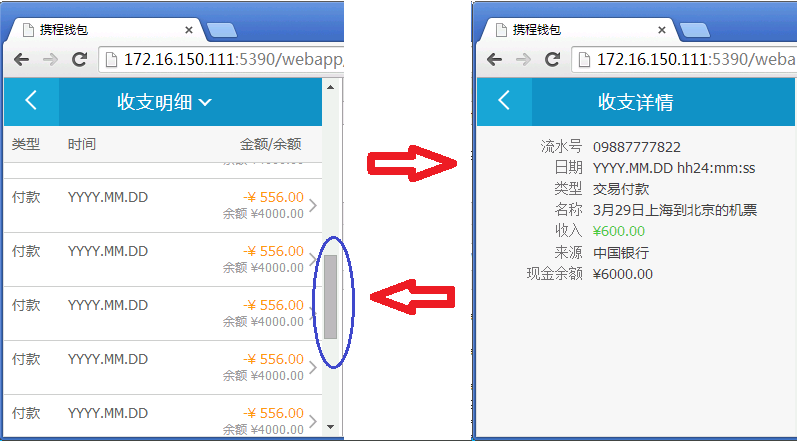 携程钱包
172.16.150.111:5390/webapp
收支明细
类型 时间 金额/余额
余额 ¥4000.00
付款 YYYY.MM.DD -¥ 556.00
余额 ¥4000.00
付款 YYYY.MM.DD -¥ 556.00
余额 ¥4000.00
付款 YYYY.MM.DD -¥ 556.00
余额 ¥4000.00
付款 YYYY.MM.DD -¥ 556.00
余额 ¥4000.00
付款 YYYY.MM.DD -¥ 556.00
余额 ¥4000.00
携程钱包
172.16.150.111:5390/webapp
收支详情
流水号 09887777822
日期 YYYY.MM.DD hh24:mm:ss
类型 交易付款
名称 3月29日上海到北京的机票
收入 ¥600.00
来源 中国银行
现金余额 ¥6000.00